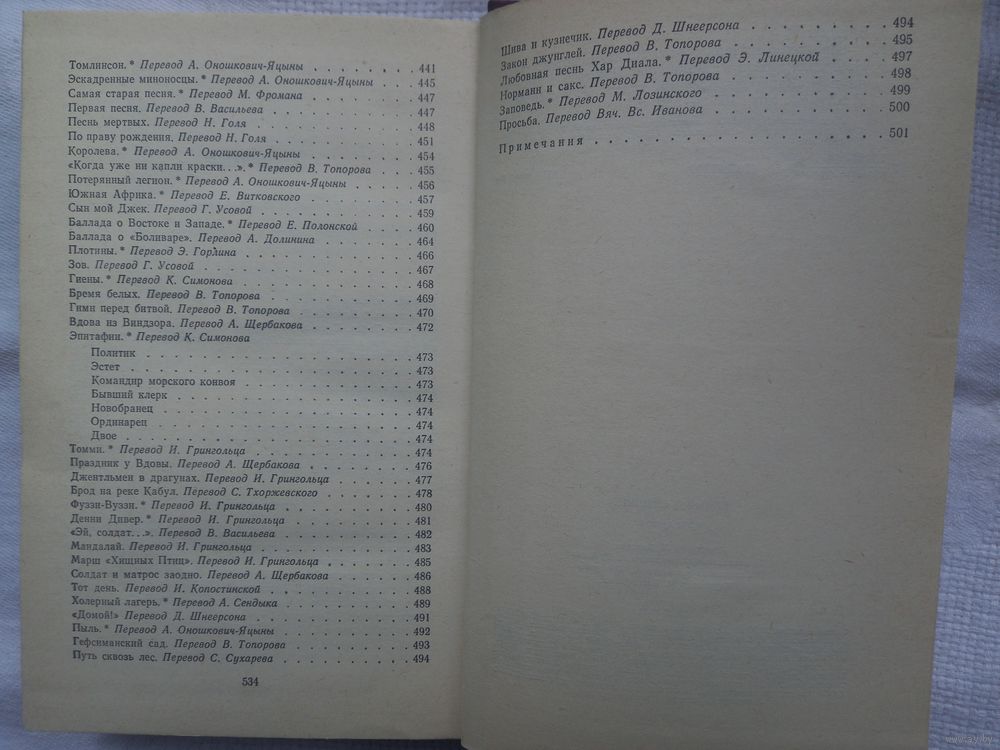 Томлинсон.* Перевод А. Оношкович-Яцыны . . . . . . . . 441
Эскадренные миноносцы.* Перевод А. Оношкович-Яцыны . . . 445
Самая старая песня.* Перевод М. Фромана . . . . . . . . 447
Первая песня. Перевод В. Васильева . . . . . . . . . 447
Песнь мертвых. Перевод Н. Голя . . . . . . . . . . 448
По праву рождения. Перевод Н. Голя . . . . . . . . . 451
Королева.* Перевод А. Оношкович-Яцыны . . . . . . . . 454
«Когда уже ни капли краски...».* Перевод В. Топорова . . . . 455
Потерянный легион.* Перевод А. Оношкович-Яцыны . . . . . 456
Южная Африка.* Перевод Е. Витковского . . . . . . . . 457
Сын мой Джек. Перевод Г. Усовой . . . . . . . . . . 459
Баллада о Востоке и Западе.* Перевод Е. Полонской . . . . 460
Баллада о «Боливаре». Перевод А. Долинина . . . . . . . 464
Плотины.* Перевод Э. Горлина . . . . . . . . . . . 466
Зов. Перевод Г. Усовой . . . . . . . . . . . . . 467
Гиены.* Перевод К. Симонова . . . . . . . . . . . 468
Бремя белых. Перевод В. Топорова . . . . . . . . . . 469
Гимн перед битвой. Перевод В. Топорова . . . . . . . . 470
Вдова из Виндзора. Перевод А. Щербакова . . . . . . . . 472
Эпитафии.* Перевод К. Симонова
Политик . . . . . . . . . . . . . . . . . 473
Эстет . . . . . . . . . . . . . . . . . . 473
Командир морского конвоя . . . . . . . . . . . 473
Бывший клерк . . . . . . . . . . . . . . . 474
Новобранец . . . . . . . . . . . . . . . . 474
Ординарец . . . . . . . . . . . . . . . . 474
Двое . . . . . . . . . . . . . . . . . . 474
Томми.* Перевод И. Грингольца . . . . . . . . . . . 474
Праздник у Вдовы. Перевод А. Щербакова . . . . . . . . 476
Джентльмен в драгунах. Перевод И. Грингольца . . . . . . 477
Брод на реке Кабул. Перевод С. Тхоржевского . . . . . . 478
Фуззи-Вуззи.* Перевод И. Грингольца . . . . . . . . . 480
Денни Дивер.* Перевод И. Грингольца . . . . . . . . . 481
«Эй, солдат...». Перевод В. Васильева . . . . . . . . . 482
Мандалай. Перевод И. Грингольца . . . . . . . . . . 483
Марш «Хищных Птиц». Перевод И. Грингольца . . . . . . 485
Солдат и матрос заодно. Перевод А. Щербакова . . . . . . 486
Тот день. Перевод И. Копостинской . . . . . . . . . . 488
Холерный лагерь.* Перевод А. Сендыка . . . . . . . . . 489
«Домой!» Перевод Д. Шнеерсона . . . . . . . . . . . 491
Пыль.* Перевод А. Оношкович-Яцыны . . . . . . . . . 492
Гефсиманский сад. Перевод В. Топорова . . . . . . . . 493
Путь сквозь лес. Перевод С. Сухарева . . . . . . . . . 494
534
Шива и кузнечик. Перевод Д. Шнеерсона . . . . . . . . 494
Закон джунглей. Перевод В. Топорова . . . . . . . . . 495
Любовная песнь Хар Диала.* Перевод Э. Линецкой . . . . . 497
Норманн и сакс. Перевод В. Топорова . . . . . . . . . 498
Заповедь.* Перевод М. Лозинского . . . . . . . . . . 499
Просьба. Перевод Вяч. Вс. Иванова . . . . . . . . . 500
Примечания . . . . . . . . . . . . . . . . . 501
www.ay.by